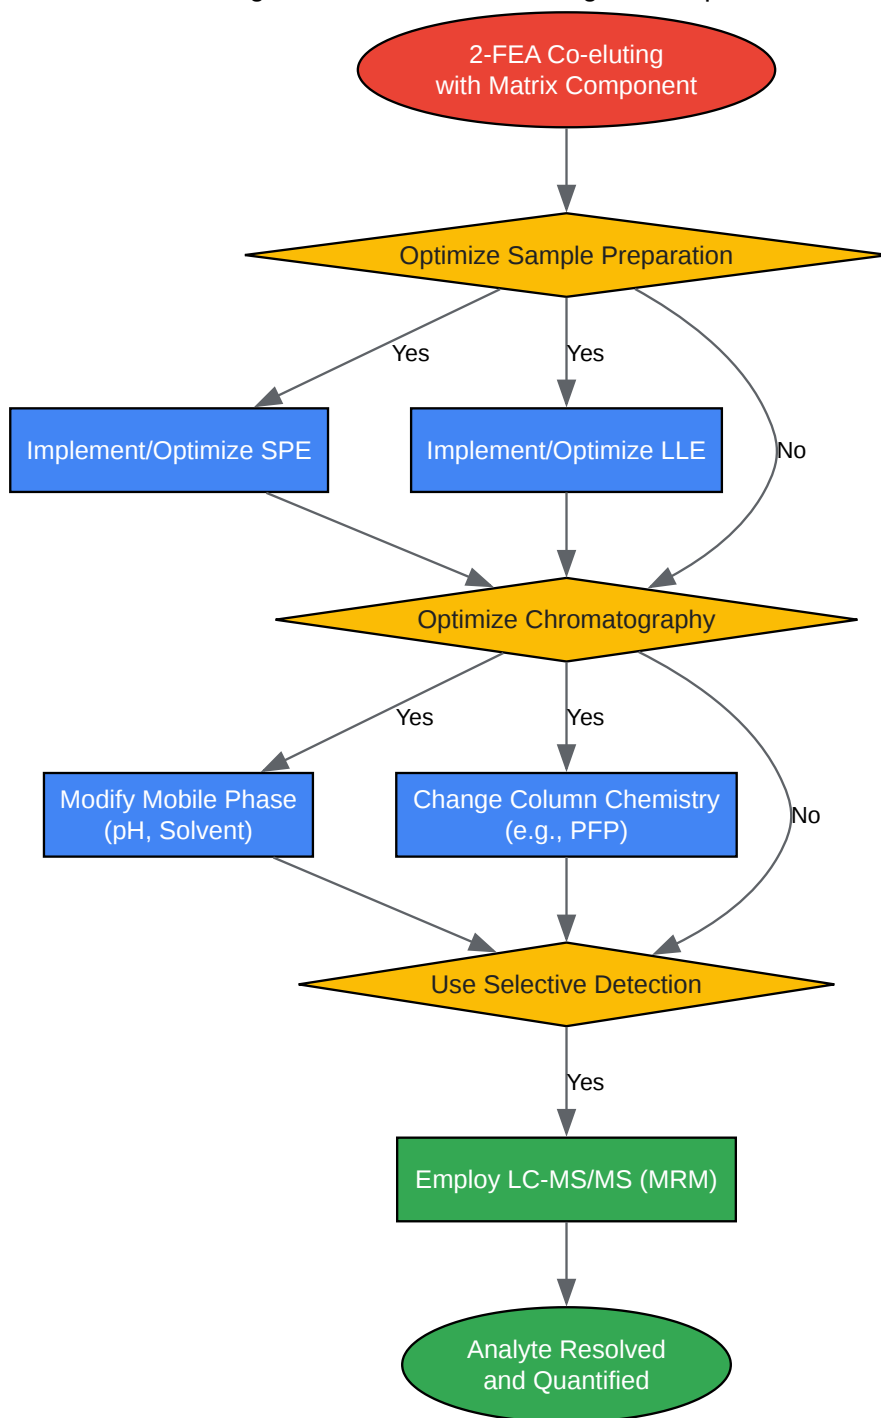 2-FEA Co-eluting
with Matrix Component
Optimize Sample Preparation
Yes
Yes
Implement/Optimize SPE
Implement/Optimize LLE
No
Optimize Chromatography
Yes
Yes
Modify Mobile Phase
(pH, Solvent)
Change Column Chemistry
(e.g., PFP)
No
Use Selective Detection
Yes
Employ LC-MS/MS (MRM)
Analyte Resolved
and Quantified